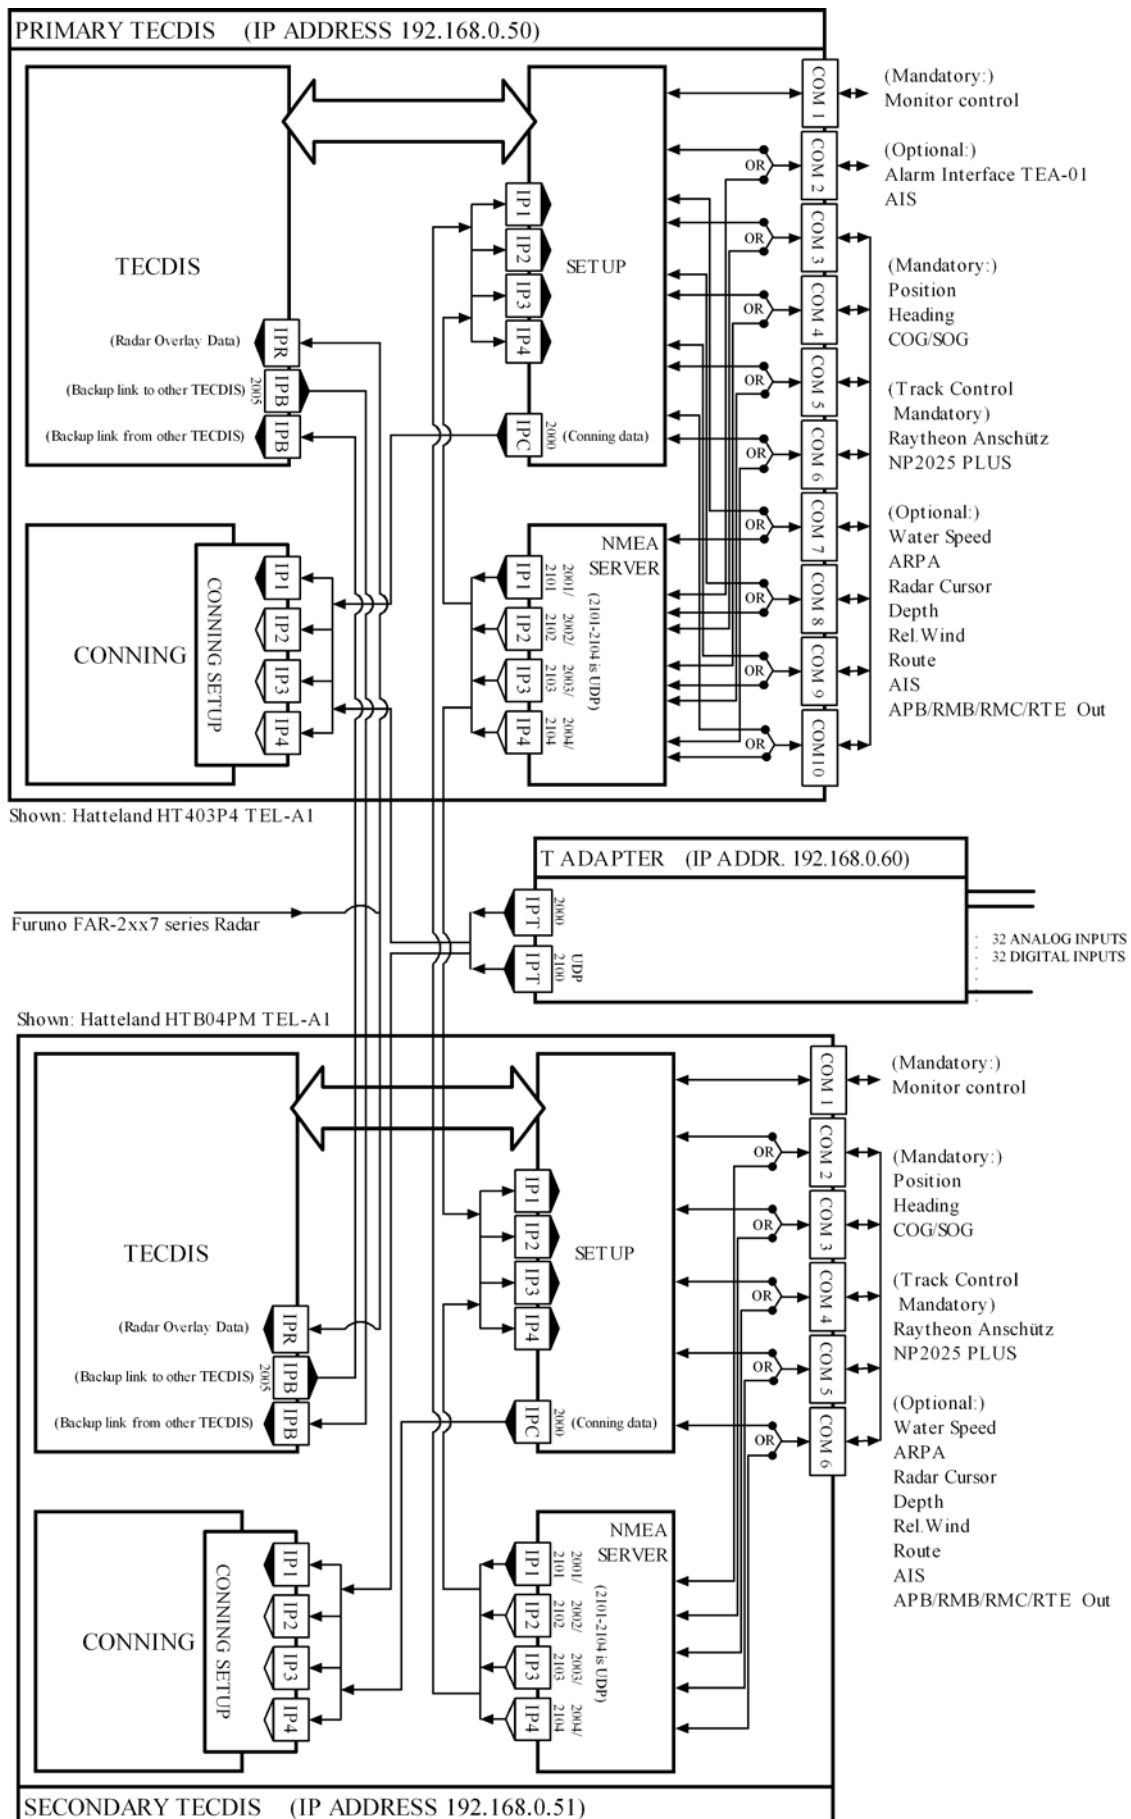 PRIMARY TECDIS (IP ADDRESS 192.168.0.50)
TECDIS
(Radar Overlay Data)
IPR
(Backup link to other TECDIS)
2005
IPB
(Backup link from other TECDIS)
IPB
SETUP
IP1
IP2
IP3
IP4
IPC
2000
(Conning data)
CONNING
CONNING SETUP
IP1
IP2
IP3
IP4
NMEA
SERVER
(2101-2104 is UDP)
IP1
2001/
2101
IP2
2002/
2102
IP3
2003/
2103
IP4
2004/
2104
OR
OR
OR
OR
OR
OR
OR
OR
OR
COM 1
COM 2
COM 3
COM 4
COM 5
COM 6
COM 7
COM 8
COM 9
COM10
(Mandatory:)
Monitor control
(Optional:)
Alarm Interface TEA-01
AIS
(Mandatory:)
Position
Heading
COG/SOG
(Track Control
Mandatory)
Raytheon Anschütz
NP2025 PLUS
(Optional:)
Water Speed
ARPA
Radar Cursor
Depth
Rel.Wind
Route
AIS
APB/RMB/RMC/RTE Out
Shown: Hatteland HT403P4 TEL-A1
T ADAPTER (IP ADDR. 192.168.0.60)
IPT
2000
IPT
2100
UDP
32 ANALOG INPUTS
32 DIGITAL INPUTS
Furuno FAR-2xx7 series Radar
Shown: Hatteland HTB04PM TEL-A1
TECDIS
(Radar Overlay Data)
IPR
(Backup link to other TECDIS)
2005
IPB
(Backup link from other TECDIS)
IPB
SETUP
IP1
IP2
IP3
IP4
IPC
2000
(Conning data)
CONNING
CONNING SETUP
IP1
IP2
IP3
IP4
NMEA
SERVER
(2101-2104 is UDP)
IP1
2001/
2101
IP2
2002/
2102
IP3
2003/
2103
IP4
2004/
2104
OR
OR
OR
OR
OR
COM 1
COM 2
COM 3
COM 4
COM 5
COM 6
(Mandatory:)
Monitor control
(Mandatory:)
Position
Heading
COG/SOG
(Track Control
Mandatory)
Raytheon Anschütz
NP2025 PLUS
(Optional:)
Water Speed
ARPA
Radar Cursor
Depth
Rel.Wind
Route
AIS
APB/RMB/RMC/RTE Out
SECONDARY TECDIS (IP ADDRESS 192.168.0.51)